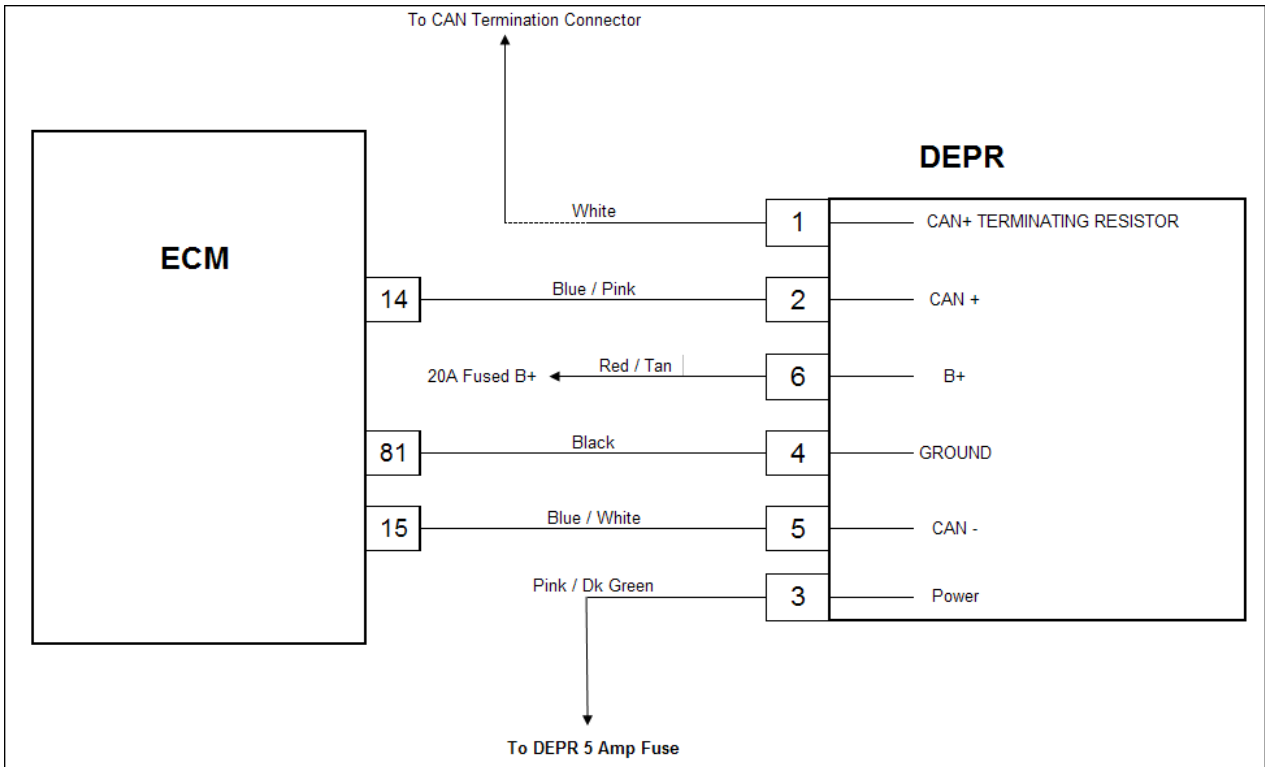 To CAN Termination Connector
DEPR
White
1
CAN+ TERMINATING RESISTOR
ECM
14
Blue / Pink
2
CAN +
20A Fused B+
Red / Tan
6
B+
81
Black
4
GROUND
15
Blue / White
5
CAN -
Pink / Dk Green
3
Power
To DEPR 5 Amp Fuse